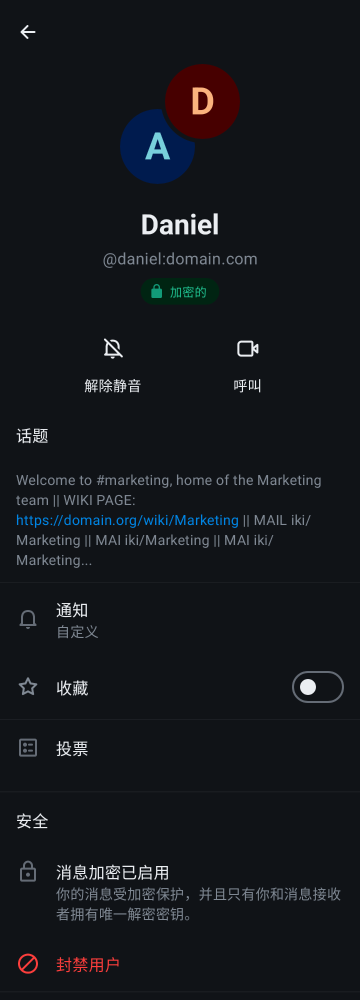 D
A
Daniel
@daniel:domain.com
加密的
解除静音
呼叫
话题
Welcome to #marketing, home of the Marketing
team || WIKI PAGE:
https://domain.org/wiki/Marketing || MAIL iki/
Marketing || MAI iki/Marketing || MAI iki/
Marketing...
通知
自定义
收藏
投票
安全
消息加密已启用
你的消息受加密保护，并且只有你和消息接收
者拥有唯一解密密钥。
封禁用户